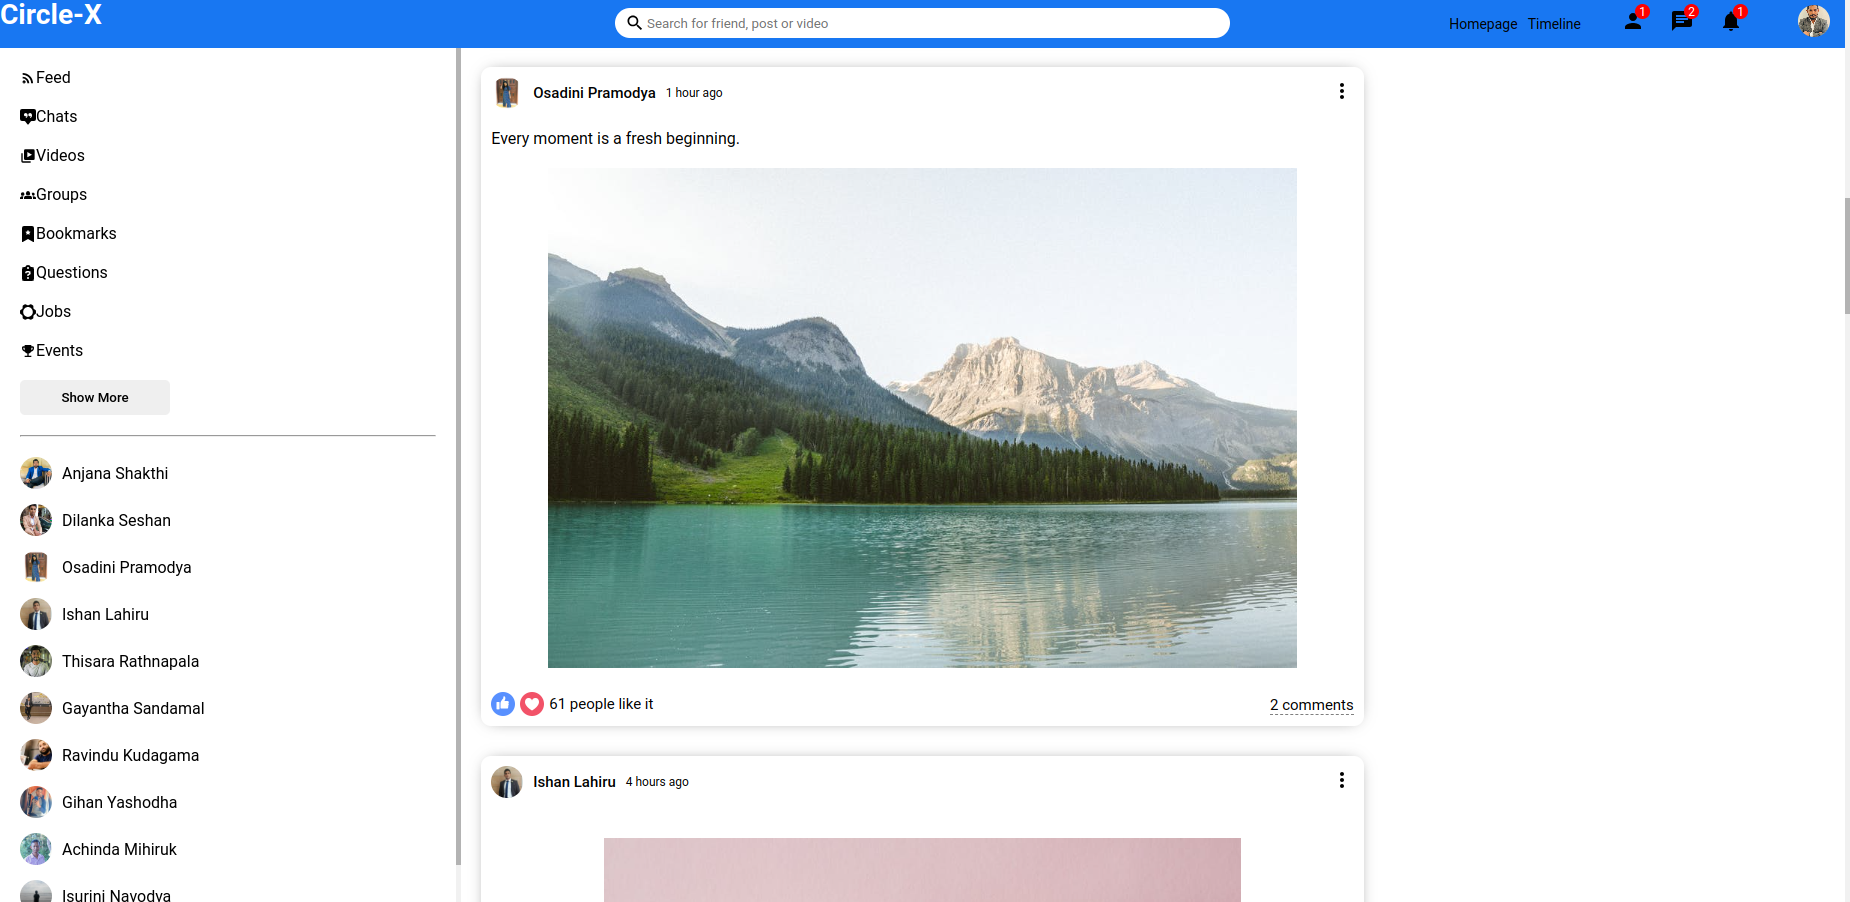 Circle-X
Search for friend, post or video
Homepage Timeline
1
2
1
Feed
Chats
Videos
Groups
Bookmarks
Questions
Jobs
Events
Show More
Anjana Shakthi
Dilanka Seshan
Osadini Pramodya
Ishan Lahiru
Thisara Rathnapala
Gayantha Sandamal
Ravindu Kudagama
Gihan Yashodha
Achinda Mihiruk
Isurini Navodya
Osadini Pramodya 1 hour ago
Every moment is a fresh beginning.
61 people like it
2 comments
Ishan Lahiru 4 hours ago